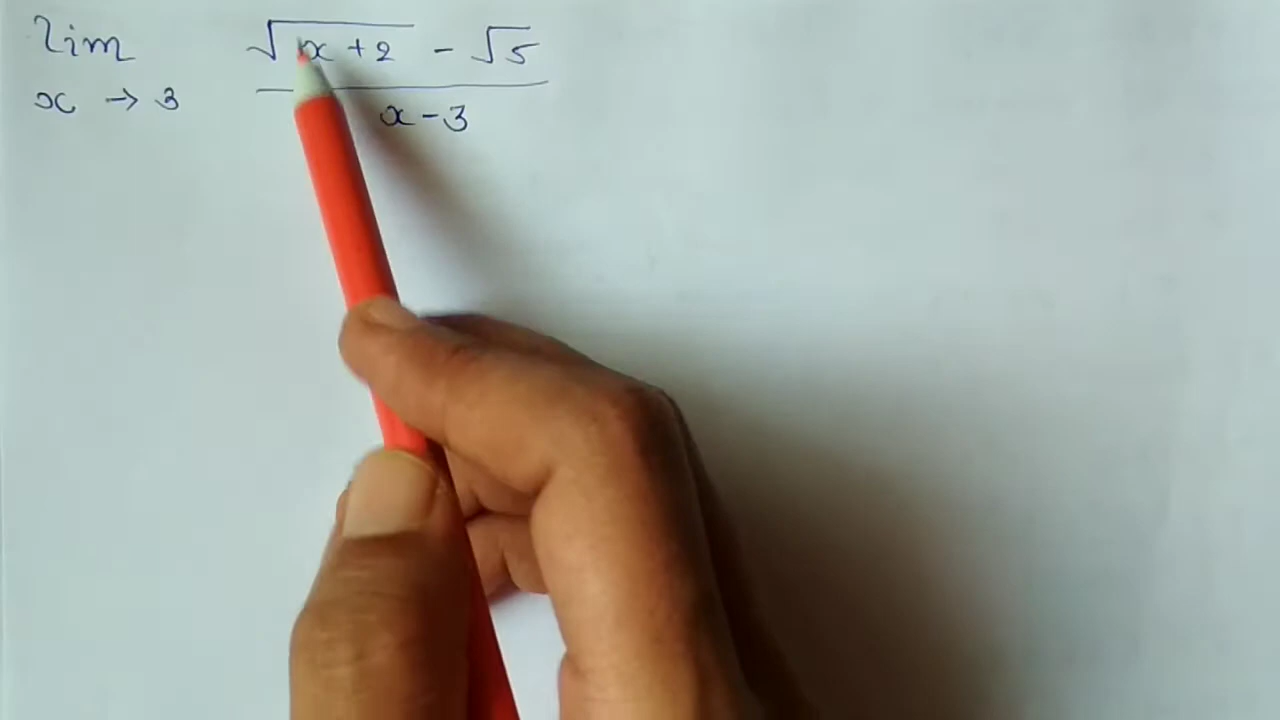 lim √x + 2 - √5
x → 3 x - 3